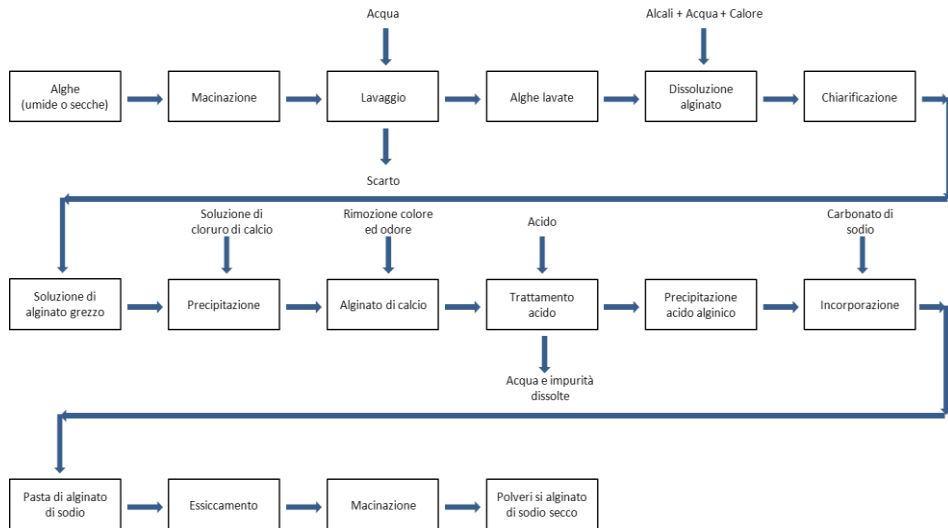 Acqua
Alcali + Acqua + Calore
Alghe
(umide o secche)
Macinazione
Lavaggio
Alghe lavate
Dissoluzione
alginato
Chiarificazione
Scarto
Soluzione di
cloruro di calcio
Rimozione colore
ed odore
Acido
Carbonato di
sodio
Soluzione di
alginato grezzo
Precipitazione
Alginato di calcio
Trattamento
acido
Precipitazione
acido alginico
Incorporazione
Acqua e impurità
dissolte
Pasta di alginato
di sodio
Essiccamento
Macinazione
Polveri si alginato
di sodio secco